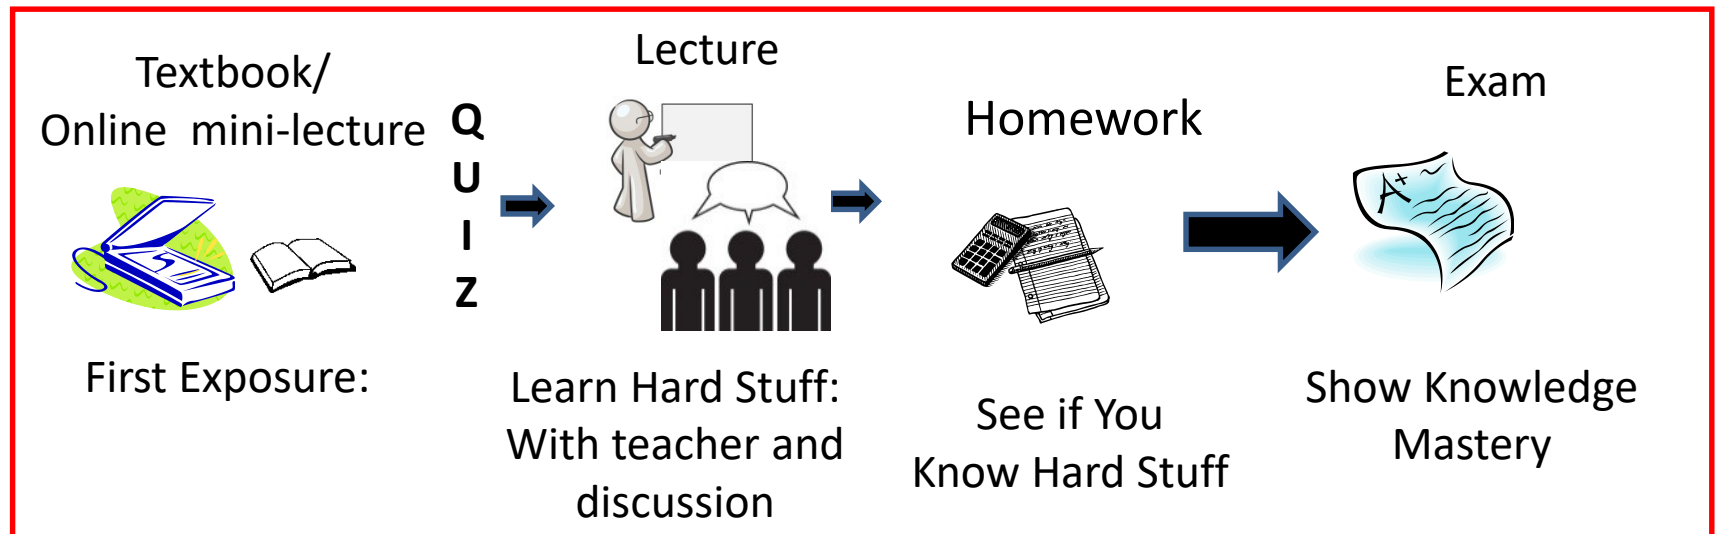 Textbook/
Online mini-lecture
First Exposure:
QUIZ
Lecture
Learn Hard Stuff:
With teacher and
discussion
Homework
See if You
Know Hard Stuff
Exam
A+
Show Knowledge
Mastery